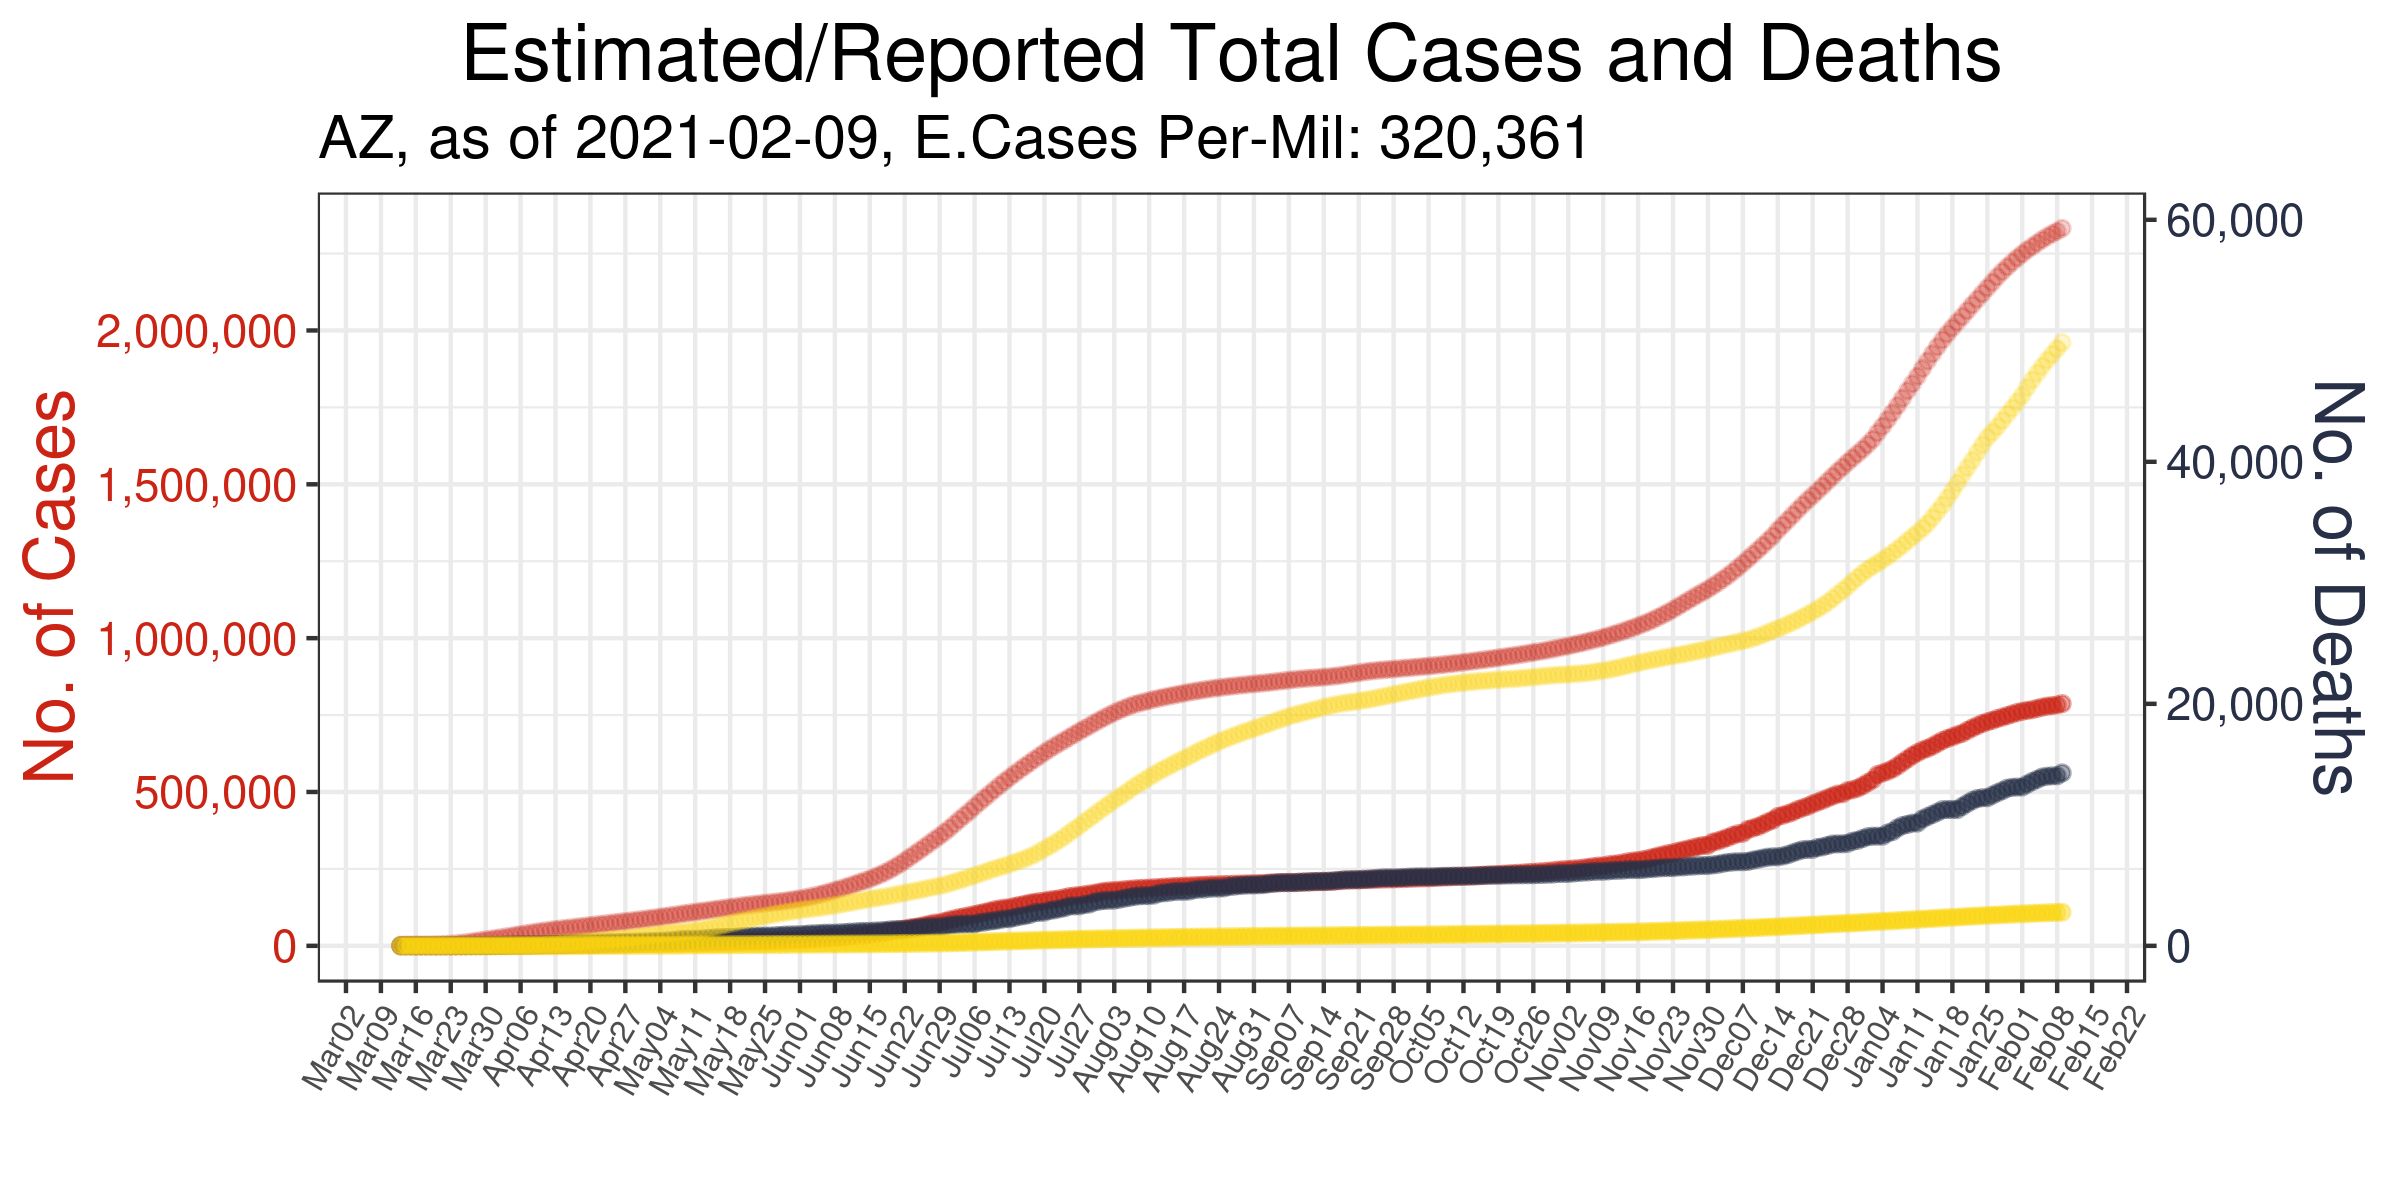 Estimated/Reported Total Cases and Deaths
AZ, as of 2021-02-09, E.Cases Per-Mil: 320,361
No. of Cases
2,000,000
1,500,000
1,000,000
500,000
0
60,000
40,000
20,000
0
No. of Deaths
Mar02
Mar09
Mar16
Mar23
Mar30
Apr06
Apr13
Apr20
Apr27
May04
May11
May18
May25
Jun01
Jun08
Jun15
Jun22
Jun29
Jul06
Jul13
Jul20
Jul27
Aug03
Aug10
Aug17
Aug24
Aug31
Sep07
Sep14
Sep21
Sep28
Oct05
Oct12
Oct19
Oct26
Nov02
Nov09
Nov16
Nov23
Nov30
Dec07
Dec14
Dec21
Dec28
Jan04
Jan11
Jan18
Jan25
Feb01
Feb08
Feb15
Feb22